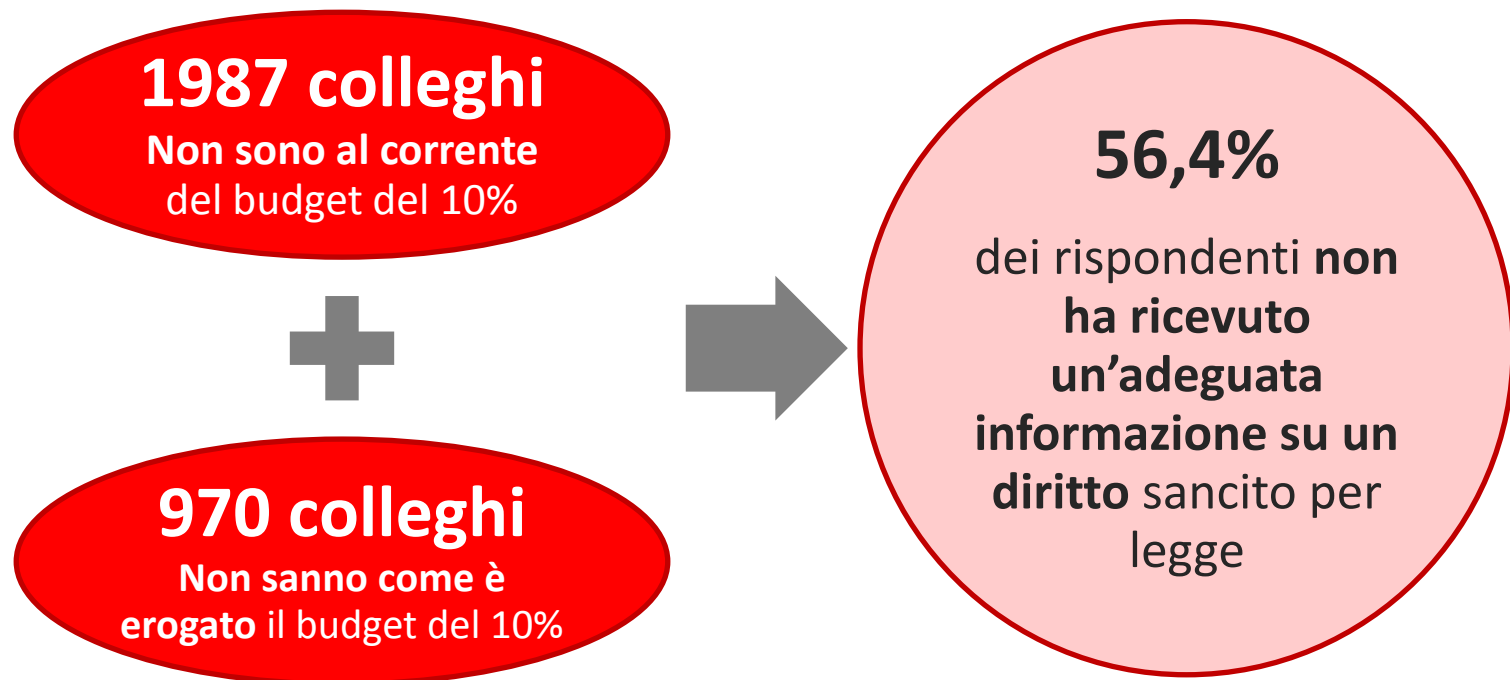 1987 colleghi
Non sono al corrente
del budget del 10%
970 colleghi
Non sanno come è
erogato il budget del 10%
56,4%
dei rispondenti non
ha ricevuto
un’adeguata
informazione su un
diritto sancito per
legge